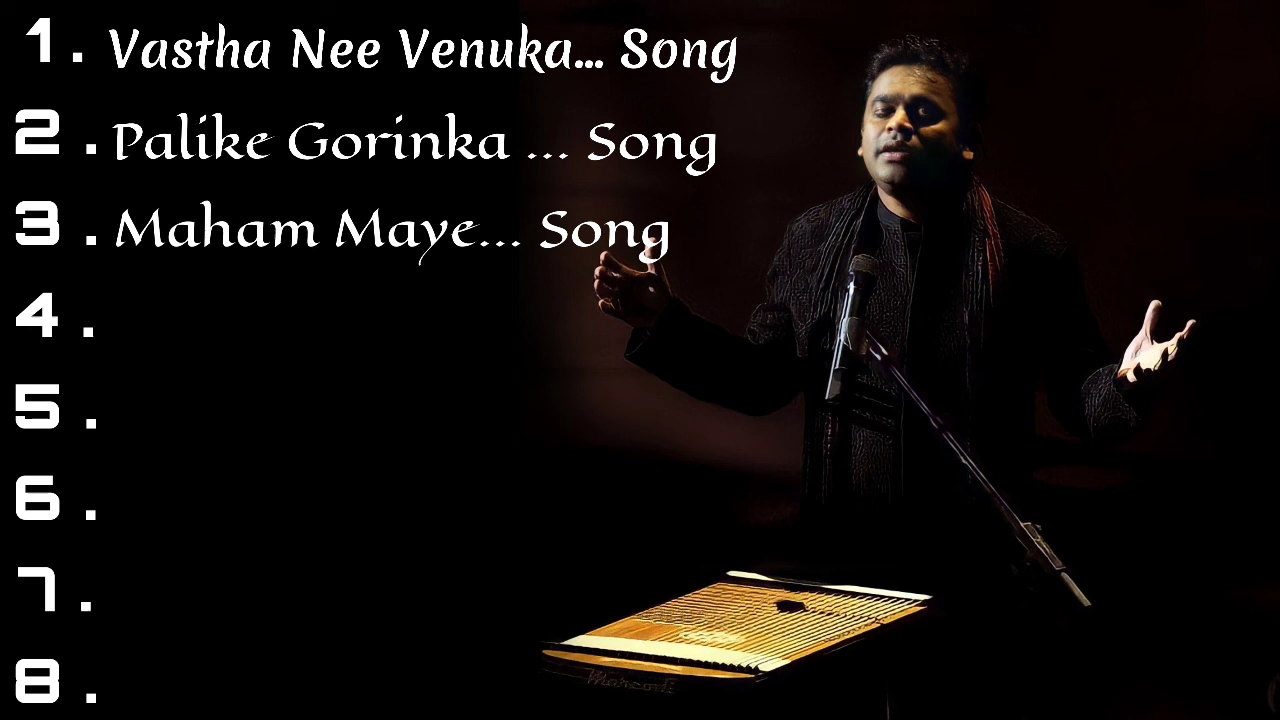 1. Vastha Nee Venuka... Song
2. Palike Gorinka ... Song
3. Maham Maye... Song
4.
5.
6.
7.
8.